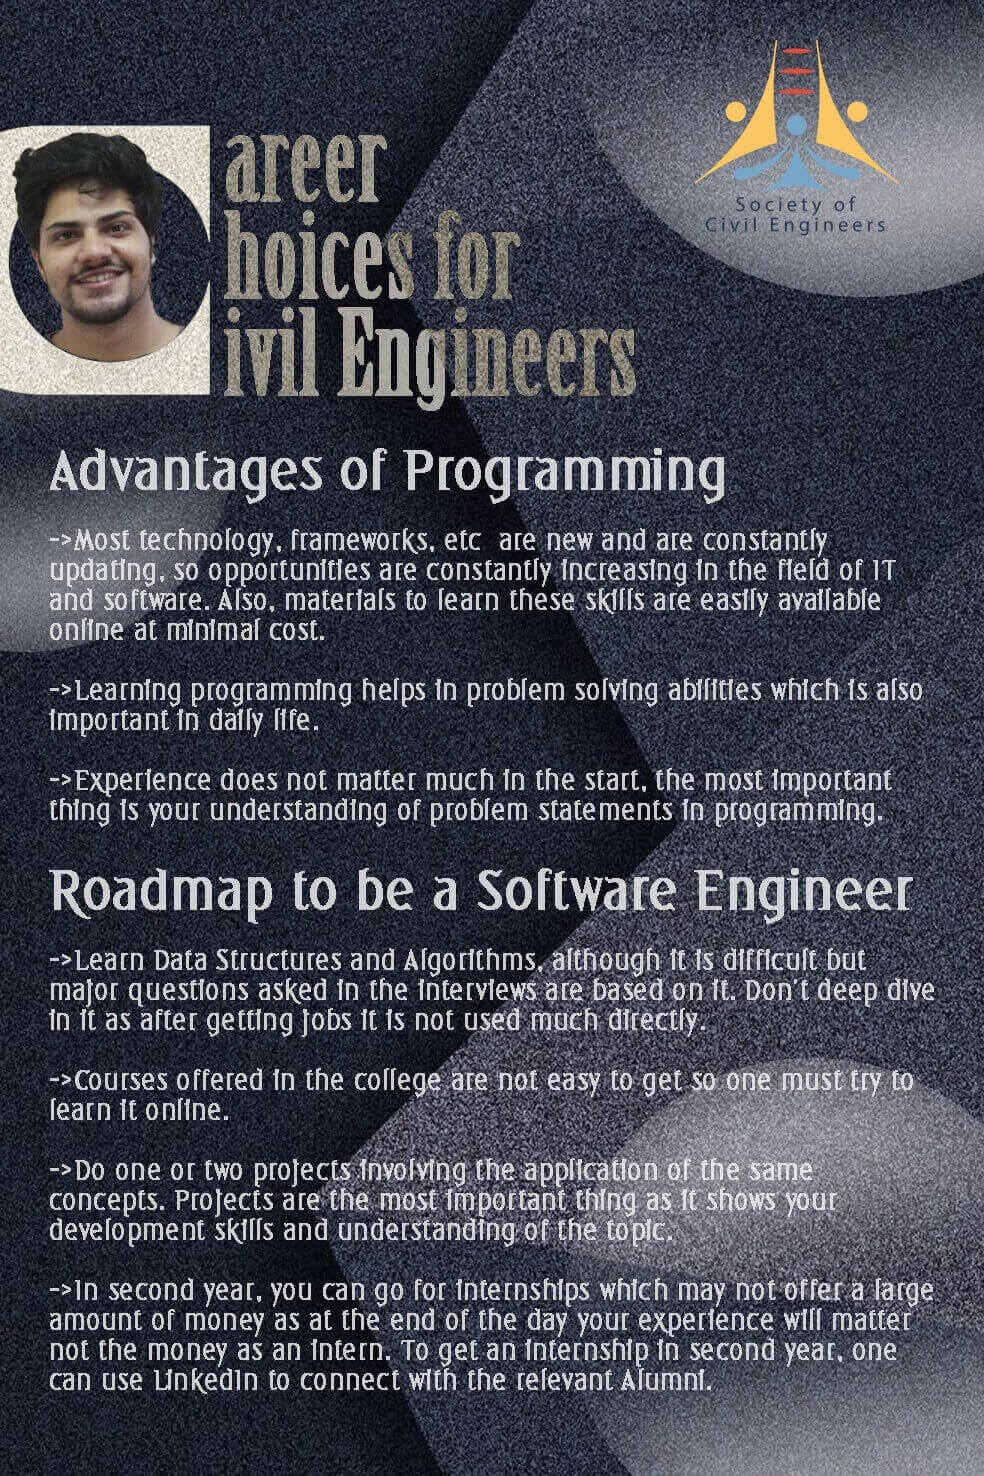 Society of
Civil Engineers
Career
Choices for
Civil Engineers
Advantages of Programming
->Most technology, frameworks, etc  are new and are constantly
updating, so opportunities are constantly increasing in the field of IT
and software. Also, materials to learn these skills are easily available
online at minimal cost.
->Learning programming helps in problem solving abilities which is also
important in daily life.
->Experience does not matter much in the start, the most important
thing is your understanding of problem statements in programming.
Roadmap to be a Software Engineer
->Learn Data Structures and Algorithms, although it is difficult but
major questions asked in the interviews are based on it. Don't deep dive
in it as after getting jobs it is not used much directly.
->Courses offered in the college are not easy to get so one must try to
learn it online.
->Do one or two projects involving the application of the same
concepts. Projects are the most important thing as it shows your
development skills and understanding of the topic.
->In second year, you can go for internships which may not offer a large
amount of money as at the end of the day your experience will matter
not the money as an intern. To get an internship in second year, one
can use LinkedIn to connect with the relevant Alumni.